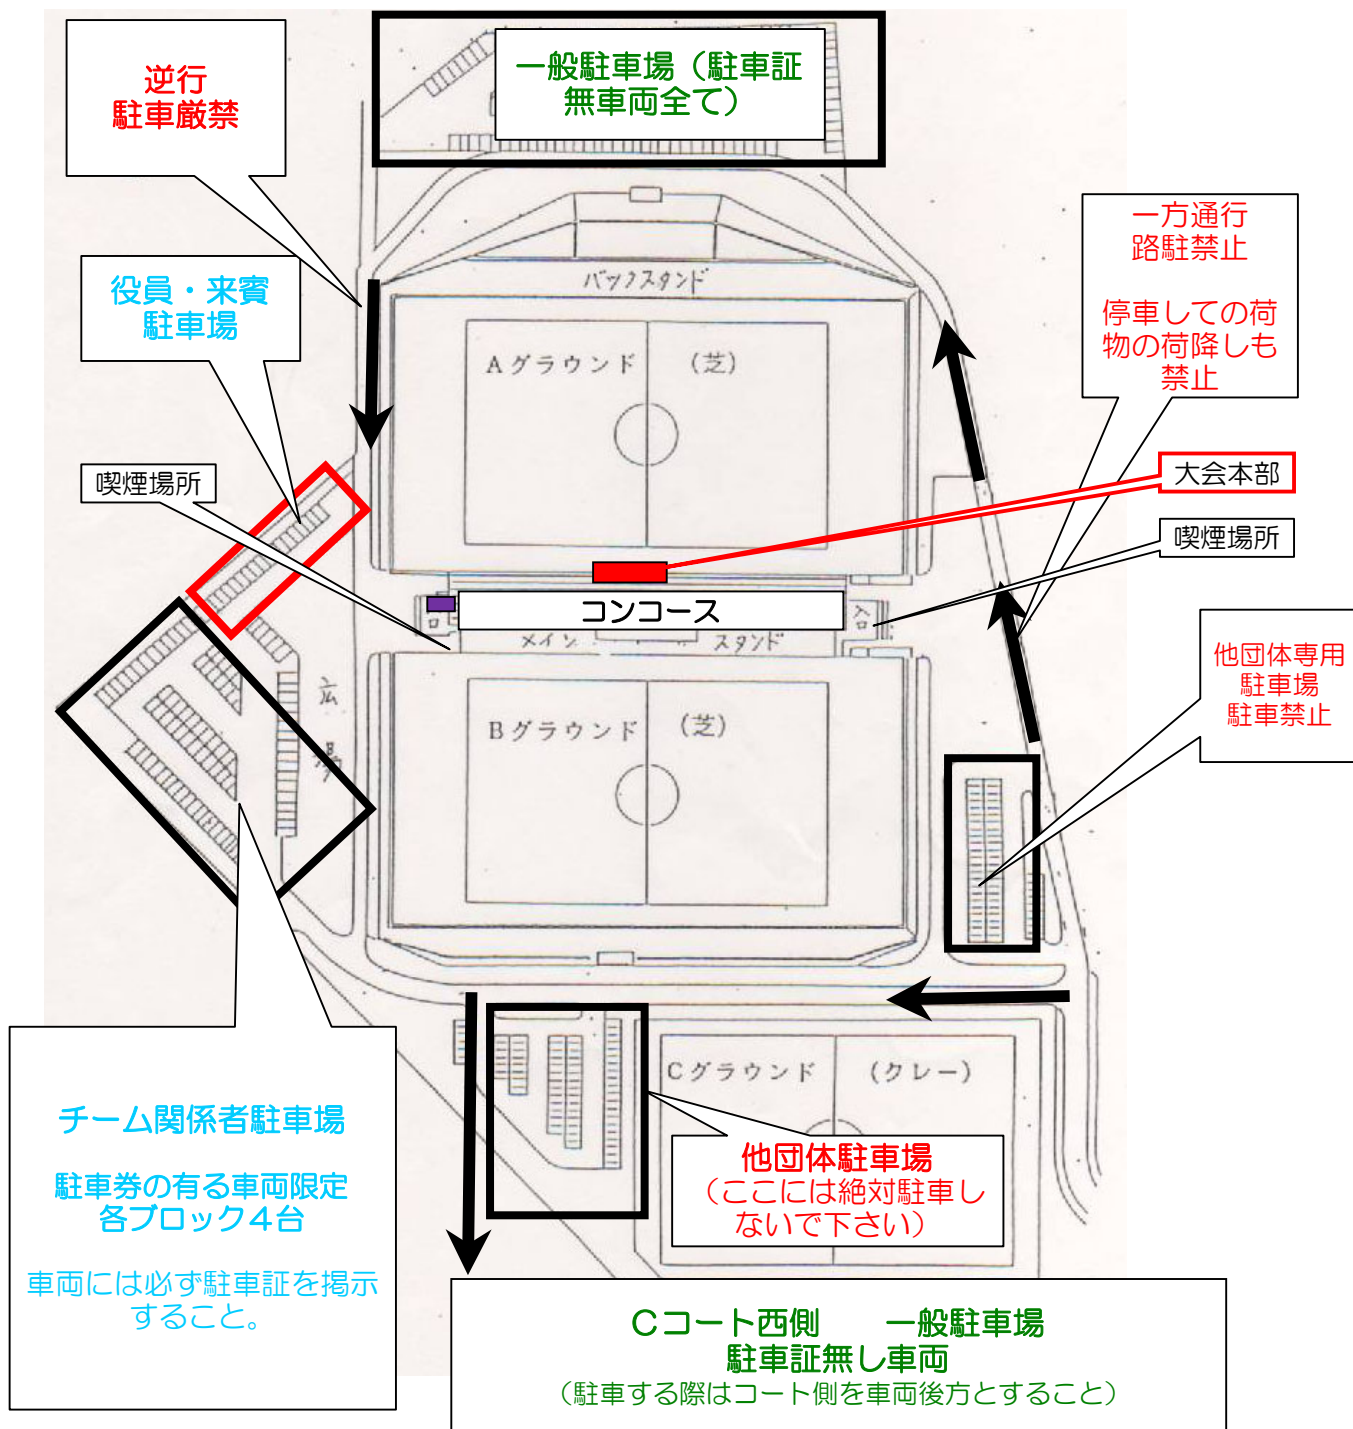 逆行
駐車厳禁
一般駐車場（駐車証
無車両全て）
一方通行
路駐禁止
停車しての荷
物の荷降しも
禁止
役員・来賓
駐車場
バックスタンド
Aグラウンド
（芝）
喫煙場所
大会本部
喫煙場所
コンコース
入口
口
メイン
スタンド
他団体専用
駐車場
駐車禁止
広
場
Bグラウンド
（芝）
Cグラウンド
（クレー）
他団体駐車場
（ここには絶対駐車し
ないで下さい）
チーム関係者駐車場
駐車券の有る車両限定
各ブロック４台
車両には必ず駐車証を掲示
すること。
Cコート西側　　一般駐車場
駐車証無し車両
（駐車する際はコート側を車両後方とすること）